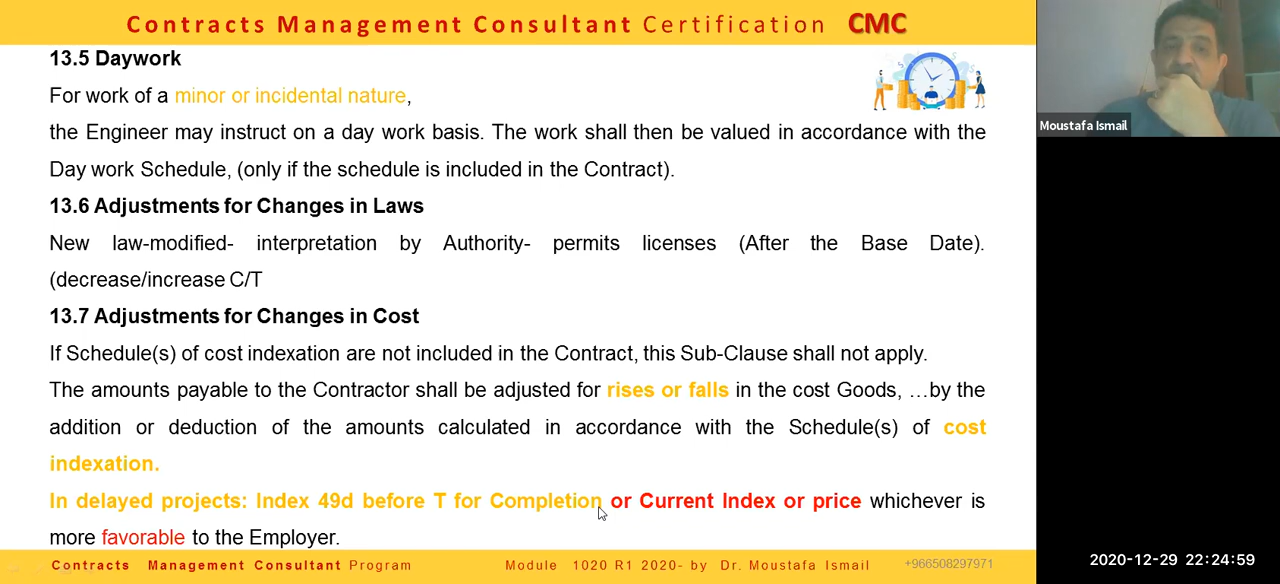 Contracts Management Consultant Certification CMC
13.5 Daywork
For work of a minor or incidental nature,
the Engineer may instruct on a day work basis. The work shall then be valued in accordance with the
Day work Schedule, (only if the schedule is included in the Contract).
13.6 Adjustments for Changes in Laws
New law-modified- interpretation by Authority- permits licenses (After the Base Date).
(decrease/increase C/T
13.7 Adjustments for Changes in Cost
If Schedule(s) of cost indexation are not included in the Contract, this Sub-Clause shall not apply.
The amounts payable to the Contractor shall be adjusted for rises or falls in the cost Goods, …by the
addition or deduction of the amounts calculated in accordance with the Schedule(s) of cost
indexation.
In delayed projects: Index 49d before T for Completion or Current Index or price whichever is
more favorable to the Employer.
Contracts Management Consultant Program Module 1020 R1 2020- by Dr. Moustafa Ismail +966508297971
Moustafa Ismail
2020-12-29 22:24:59